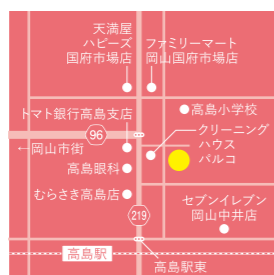 天満屋
ハピーズ
国府市場店
ファミリーマート
岡山国府市場店
高島小学校
トマト銀行高島支店
クリーニング
ハウス
パルコ
96
←岡山市街
高島眼科
むらさき高島店
セブンイレブン
岡山中井店
219
高島駅
高島駅東